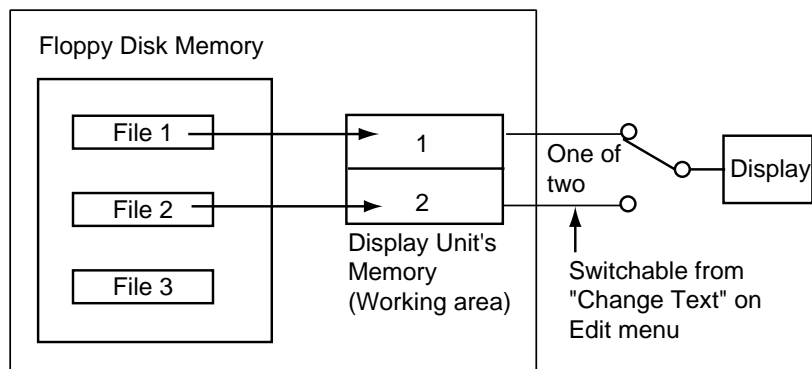 Floppy Disk Memory
File 1
File 2
File 3
1
2
Display Unit's
Memory
(Working area)
One of
two
Display
Switchable from
"Change Text" on
Edit menu